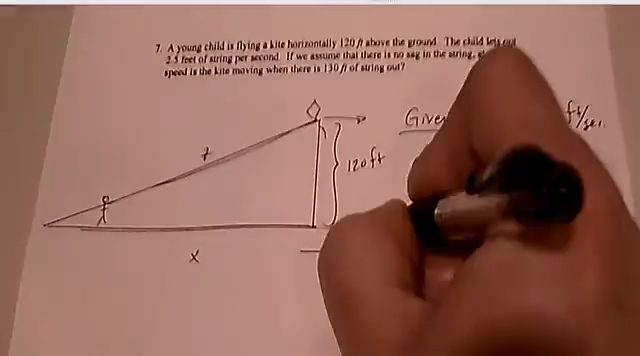 7. A young child is flying a kite horizontally 120 ft above the ground. The child lets out
2.5 feet of string per second. If we assume that there is no sag in the string,
speed is the kite moving when there is 130 ft of string out?
Give
ft/sec.
120ft
x